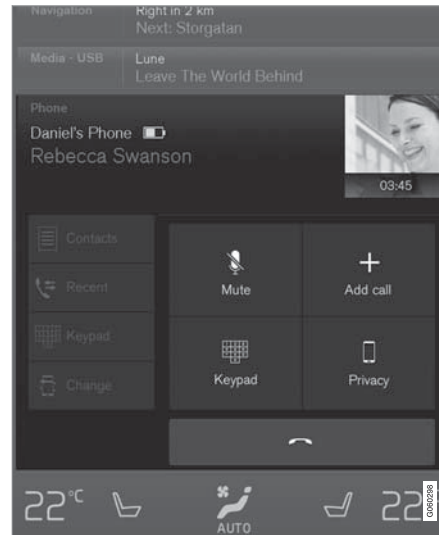 Navigation
Right in 2 km
Next: Storgatan
Media - USB
Lune
Leave The World Behind
Phone
Daniel's Phone
Rebecca Swanson
03:45
Contacts
Recent
Keypad
Change
Mute
Add call
Keypad
Privacy
22°C
AUTO
22
G060298